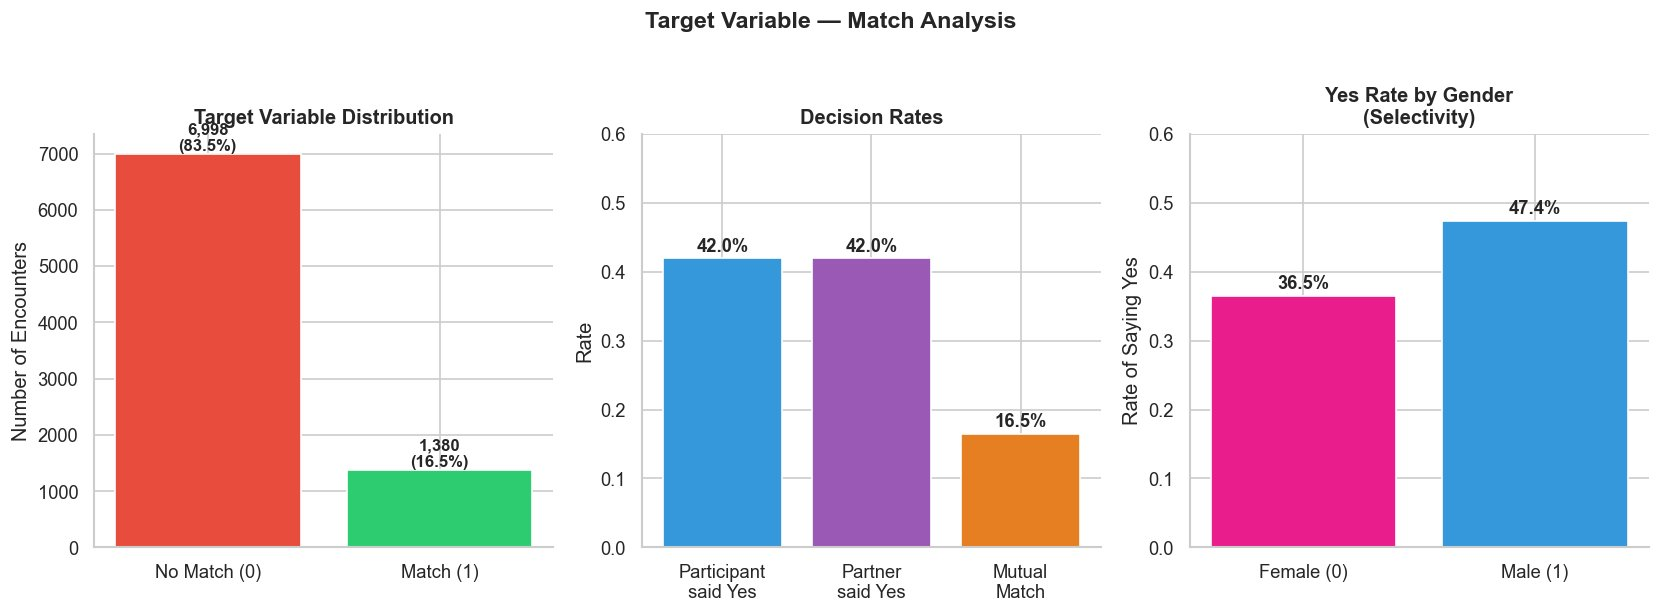 Target Variable — Match Analysis
Target Variable Distribution
Number of Encounters
7000
6000
5000
4000
3000
2000
1000
0
6,998
(83.5%)
1,380
(16.5%)
No Match (0)
Match (1)
Decision Rates
Rate
0.6
0.5
0.4
0.3
0.2
0.1
0.0
42.0%
42.0%
16.5%
Participant
said Yes
Partner
said Yes
Mutual
Match
Yes Rate by Gender
(Selectivity)
Rate of Saying Yes
0.6
0.5
0.4
0.3
0.2
0.1
0.0
36.5%
47.4%
Female (0)
Male (1)